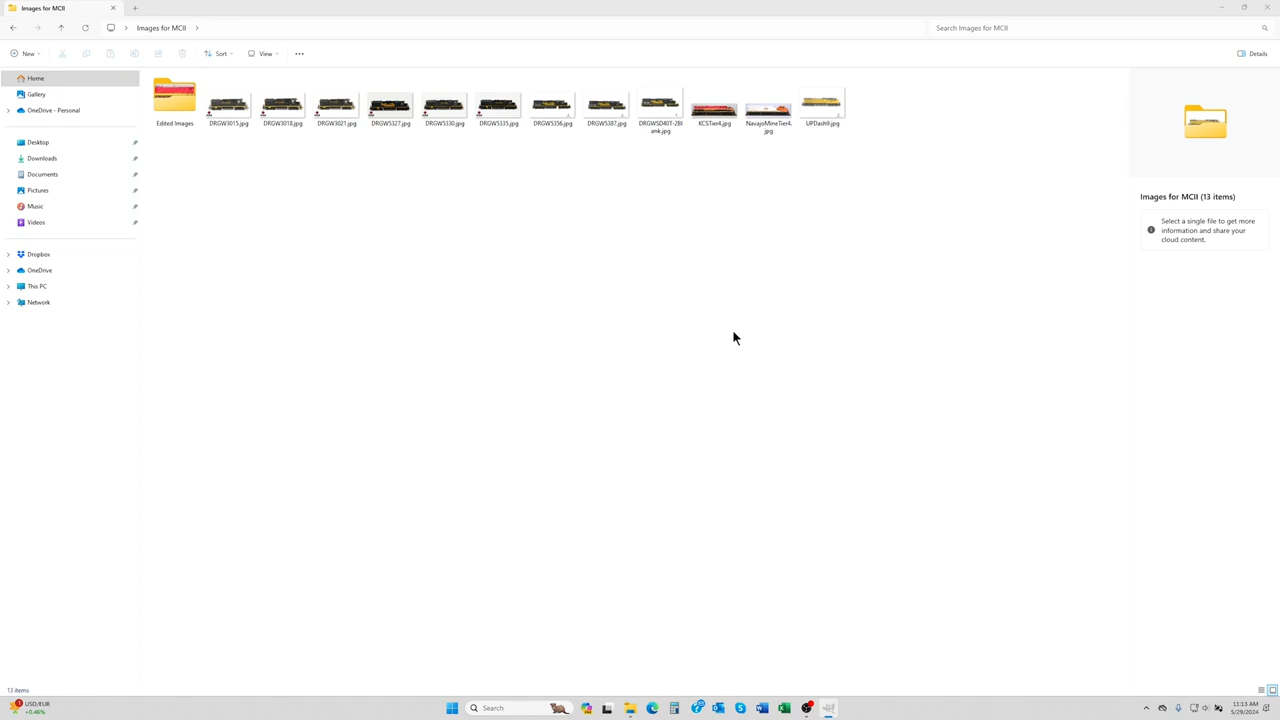 Images for MCII
Images for MCII
Search Images for MCII
New
Sort
View
Details
Home
Gallery
OneDrive - Personal
Desktop
Downloads
Documents
Pictures
Music
Videos
Dropbox
OneDrive
This PC
Network
Edited Images
DRGW3015.jpg
DRGW3018.jpg
DRGW3021.jpg
DRGW5327.jpg
DRGW5330.jpg
DRGW5335.jpg
DRGW5356.jpg
DRGW5387.jpg
DRGWSD40T-2Bl
ank.jpg
KCSTier4.jpg
NavajoMineTier4.
jpg
UPDash9.jpg
Images for MCII (13 items)
Select a single file to get more
information and share your
cloud content.
13 items
USD/EUR
+0.46%
Search
11:13 AM
5/29/2024